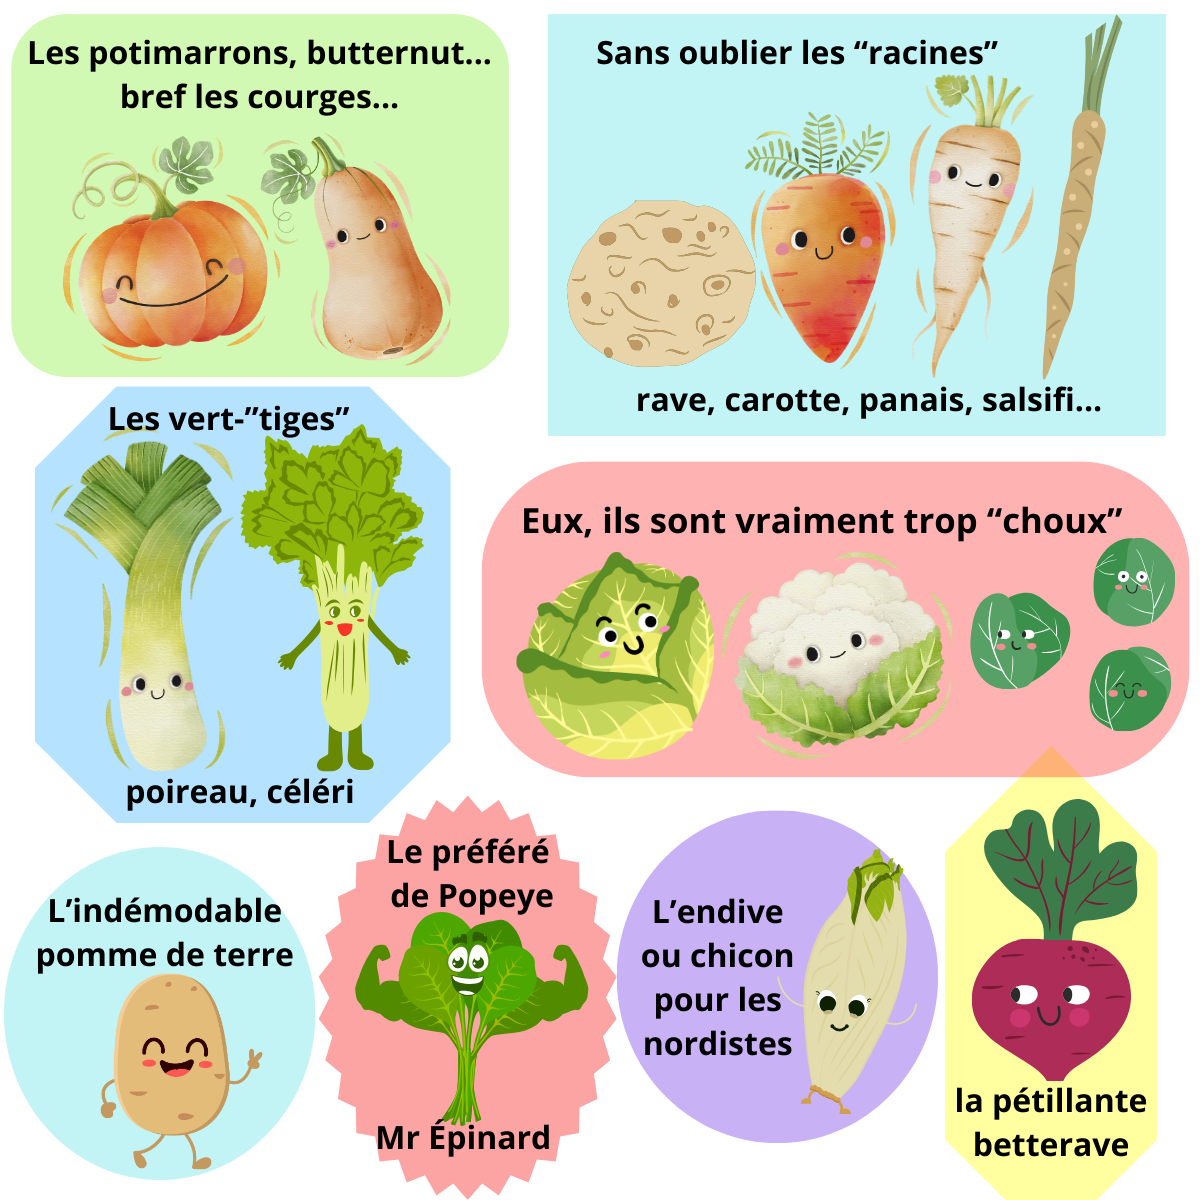 Les potimarrons, butternut...
bref les courges...
Sans oublier les “racines”
rave, carotte, panais, salsifi...
Les vert-”tiges”
poireau, céléri
Eux, ils sont vraiment trop “choux”
L’indémodable
pomme de terre
Le préféré
de Popeye
Mr Épinard
L’endive
ou chicon
pour les
nordistes
la pétillante
betterave